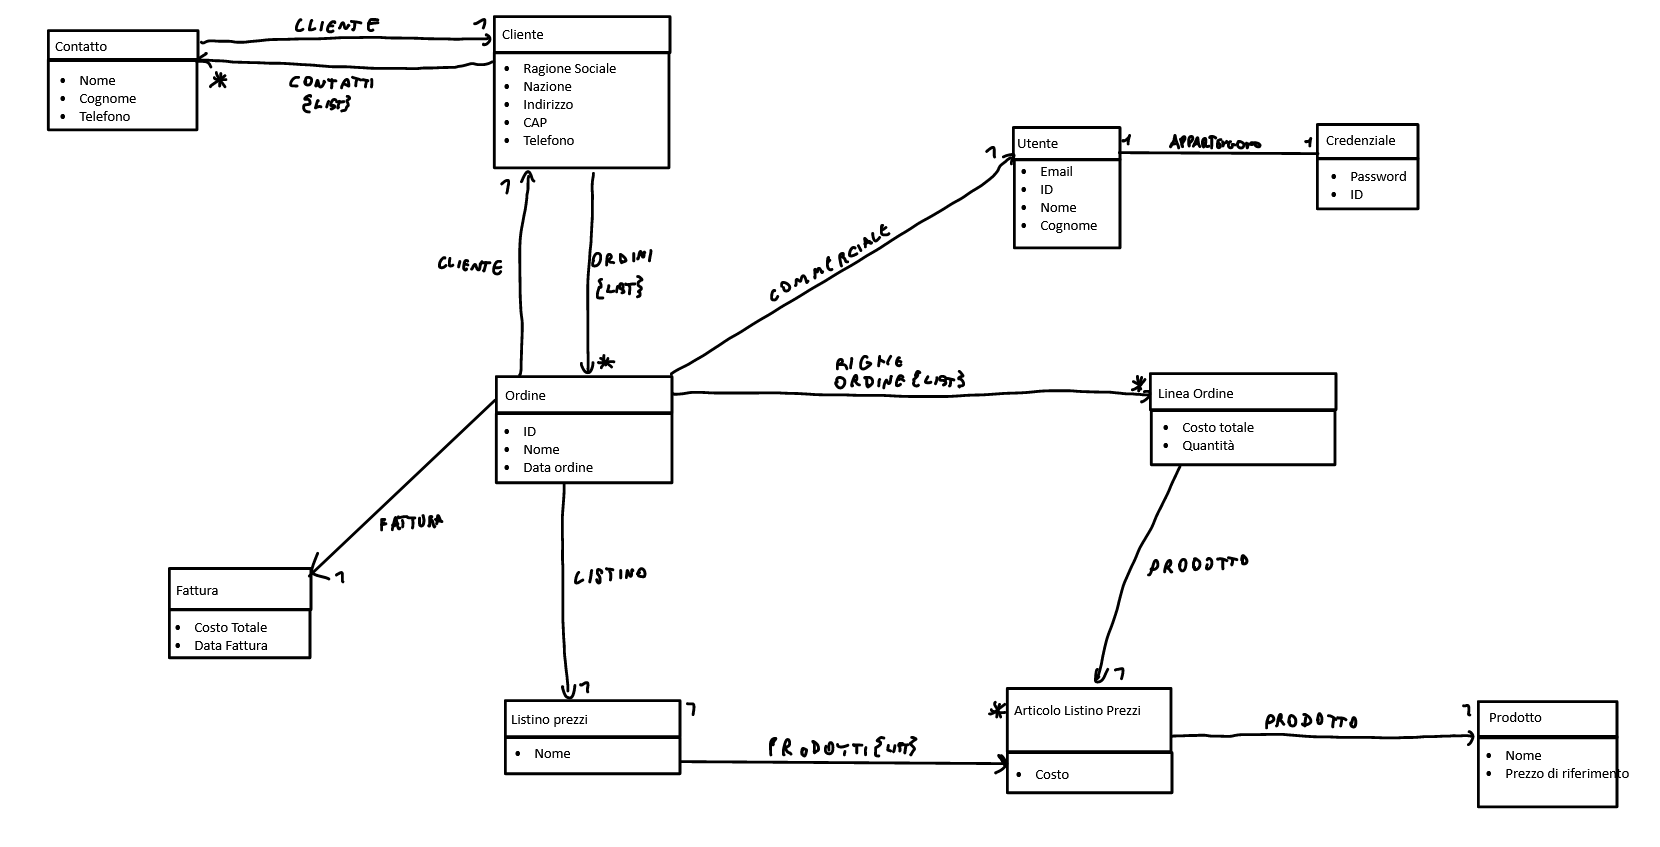 CLIENTE
1
Contatto
• Nome
• Cognome
• Telefono
*
CONTATTI
{LIST}
Cliente
• Ragione Sociale
• Nazione
• Indirizzo
• CAP
• Telefono
1
CLIENTE
ORDINI
{LIST}
*
COMMERCIALE
1
Utente
• Email
• ID
• Nome
• Cognome
1
1
Credenziale
• Password
• ID
Ordine
• ID
• Nome
• Data ordine
RIGHE
ORDINE {LIST}
*
Linea Ordine
• Costo totale
• Quantità
FATTURA
1
Fattura
• Costo Totale
• Data Fattura
LISTINO
1
PRODOTTO
1
Listino prezzi
• Nome
1
PRODOTTI {LIST}
*
Articolo Listino Prezzi
• Costo
PRODOTTO
1
Prodotto
• Nome
• Prezzo di riferimento